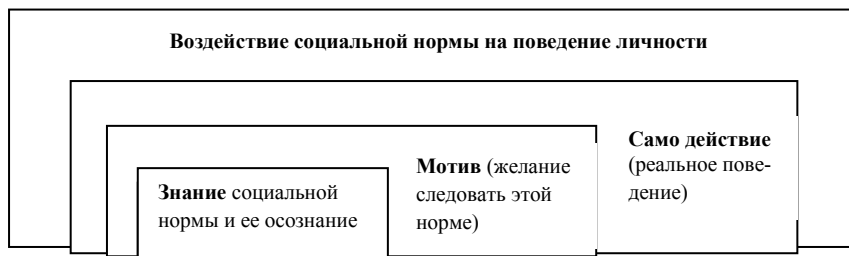 Воздействие социальной нормы на поведение личности
Само действие
(реальное пове-
дение)
Мотив (желание
следовать этой
норме)
Знание социальной
нормы и ее осознание